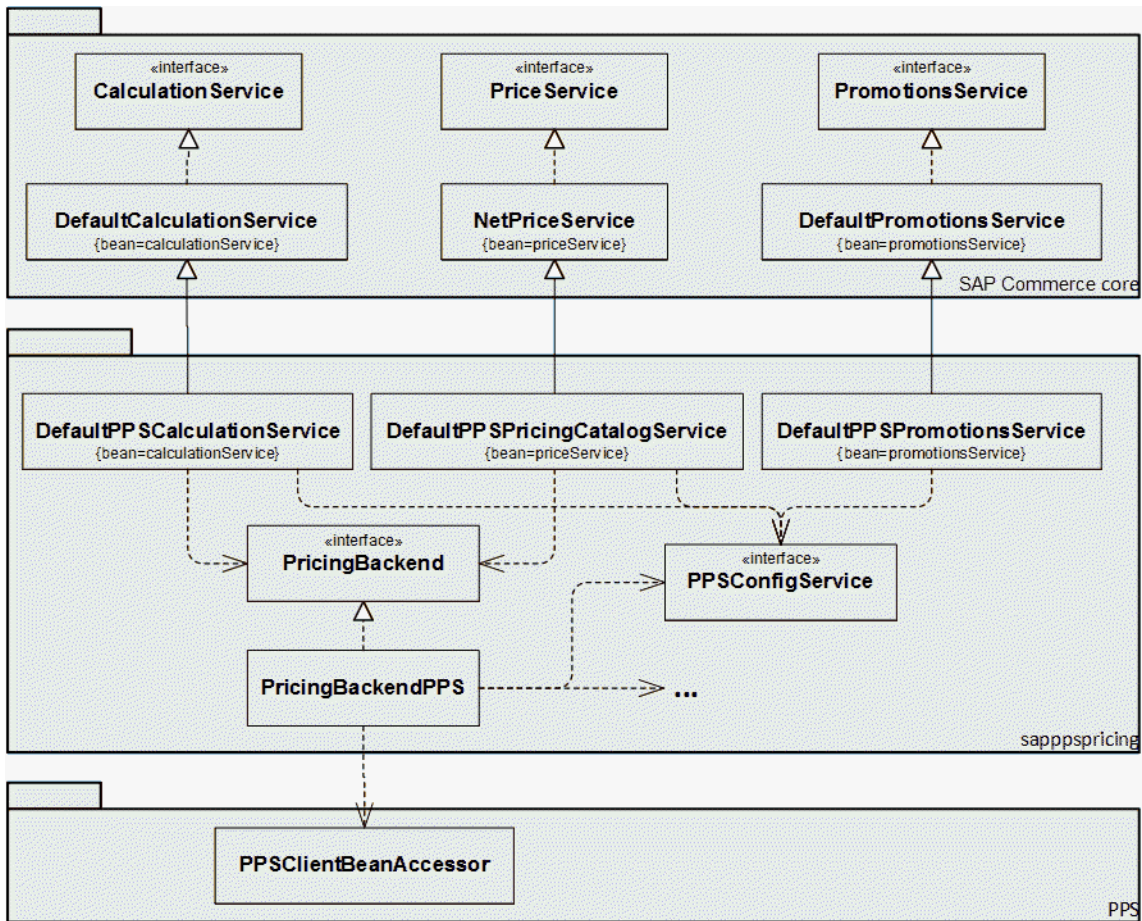 «interface»
CalculationService
«interface»
PriceService
«interface»
PromotionsService
DefaultCalculationService
{bean=calculationService}
NetPriceService
{bean=priceService}
DefaultPromotionsService
{bean=promotionsService}
SAP Commerce core
DefaultPPSCalculationService
{bean=calculationService}
DefaultPPSPricingCatalogService
{bean=priceService}
DefaultPPSPromotionsService
{bean=promotionsService}
«interface»
PricingBackend
«interface»
PPSConfigService
PricingBackendPPS
...
sapppspricing
PPSClientBeanAccessor
PPS